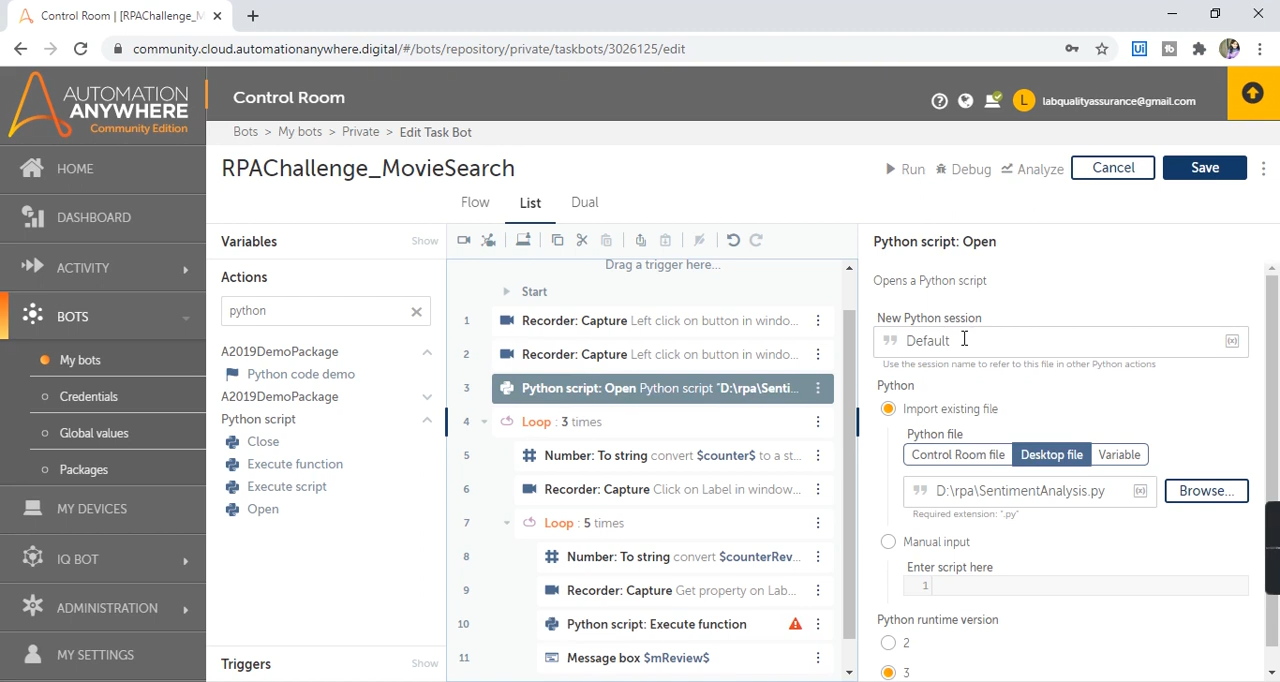 Control Room | [RPAChallenge_M
community.cloud.automationanywhere.digital/#/bots/repository/private/taskbots/3026125/edit
Ui
fb
AUTOMATION
ANYWHERE
Community Edition
Control Room
L
labqualityassurance@gmail.com
Bots > My bots > Private > Edit Task Bot
RPAChallenge_MovieSearch
Run
Debug
Analyze
Cancel
Save
Flow
List
Dual
HOME
DASHBOARD
ACTIVITY
BOTS
My bots
Credentials
Global values
Packages
MY DEVICES
IQ BOT
ADMINISTRATION
MY SETTINGS
Variables
Show
Actions
python
A2019DemoPackage
Python code demo
A2019DemoPackage
Python script
Close
Execute function
Execute script
Open
Triggers
Show
Drag a trigger here...
Start
1 Recorder: Capture Left click on button in windo...
2 Recorder: Capture Left click on button in windo...
3 Python script: Open Python script "D:\rpa\Senti...
4 Loop : 3 times
5 Number: To string convert $counter$ to a st...
6 Recorder: Capture Click on Label in window...
7 Loop : 5 times
8 Number: To string convert $counterRev...
9 Recorder: Capture Get property on Lab...
10 Python script: Execute function
11 Message box $mReview$
Python script: Open
Opens a Python script
New Python session
Default
(x)
Use the session name to refer to this file in other Python actions
Python
Import existing file
Python file
Control Room file
Desktop file
Variable
D:\rpa\SentimentAnalysis.py
(x)
Browse...
Required extension: ".py"
Manual input
Enter script here
1
Python runtime version
2
3